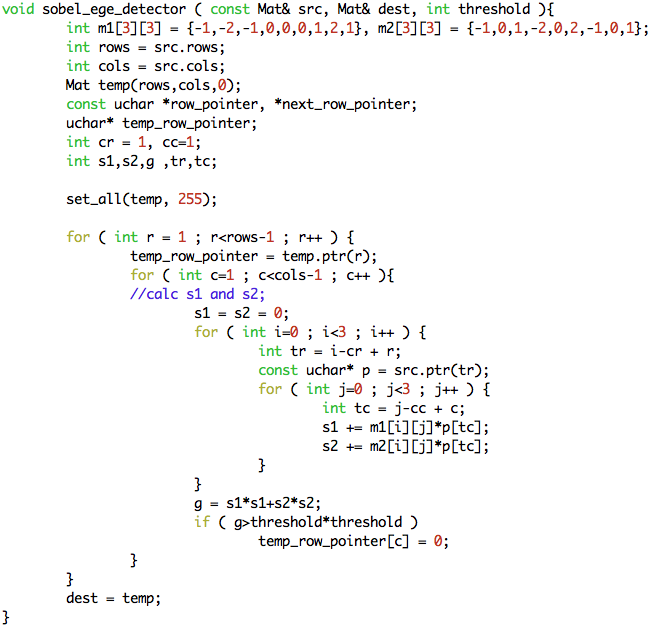 void sobel_ege_detector ( const Mat& src, Mat& dest, int threshold ){
int m1[3][3] = {-1,-2,-1,0,0,0,1,2,1}, m2[3][3] = {-1,0,1,-2,0,2,-1,0,1};
int rows = src.rows;
int cols = src.cols;
Mat temp(rows,cols,0);
const uchar *row_pointer, *next_row_pointer;
uchar* temp_row_pointer;
int cr = 1, cc=1;
int s1,s2,g ,tr,tc;
set_all(temp, 255);
for ( int r = 1 ; r<rows-1 ; r++ ) {
temp_row_pointer = temp.ptr(r);
for ( int c=1 ; c<cols-1 ; c++ ){
//calc s1 and s2;
s1 = s2 = 0;
for ( int i=0 ; i<3 ; i++ ) {
int tr = i-cr + r;
const uchar* p = src.ptr(tr);
for ( int j=0 ; j<3 ; j++ ) {
int tc = j-cc + c;
s1 += m1[i][j]*p[tc];
s2 += m2[i][j]*p[tc];
}
}
g = s1*s1+s2*s2;
if ( g>threshold*threshold )
temp_row_pointer[c] = 0;
}
}
dest = temp;
}